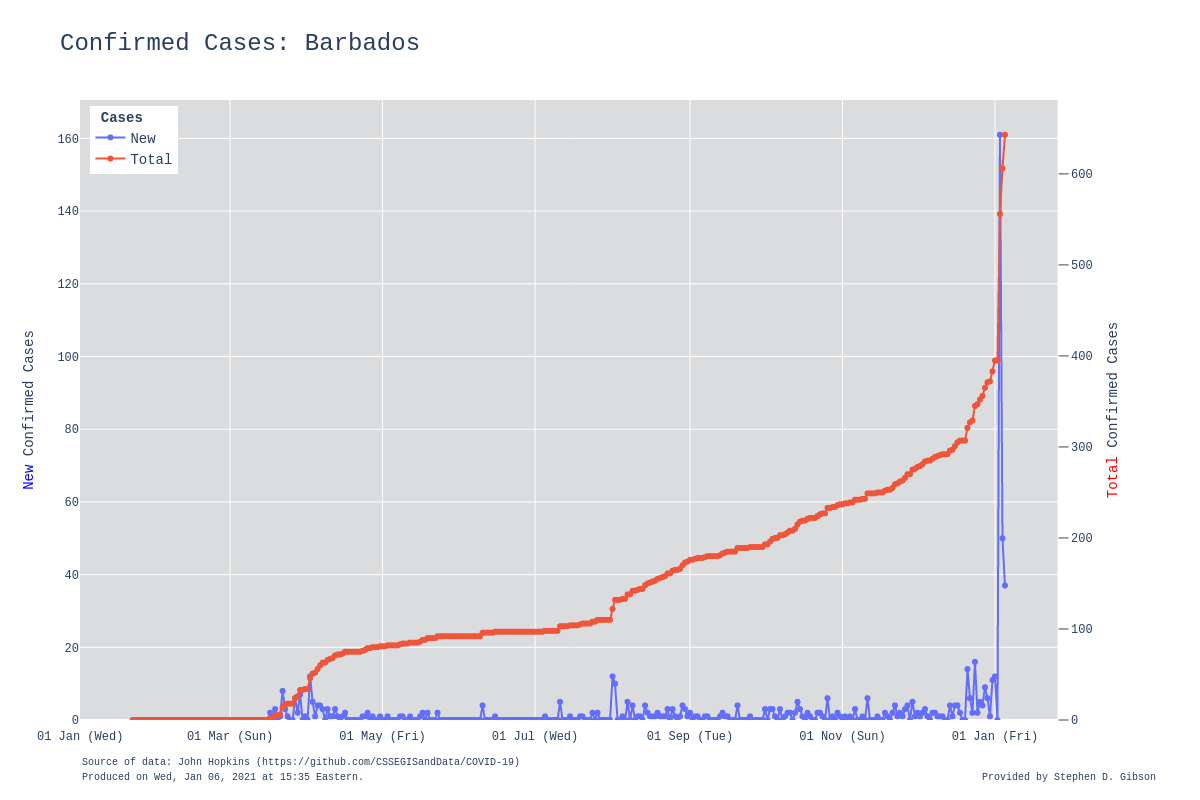 Confirmed Cases: Barbados
Cases
New
Total
160
140
120
100
80
60
40
20
0
New Confirmed Cases
600
500
400
300
200
100
0
Total Confirmed Cases
01 Jan (Wed) 01 Mar (Sun) 01 May (Fri) 01 Jul (Wed) 01 Sep (Tue) 01 Nov (Sun) 01 Jan (Fri)
Source of data: John Hopkins (https://github.com/CSSEGISandData/COVID-19)
Produced on Wed, Jan 06, 2021 at 15:35 Eastern.
Provided by Stephen D. Gibson